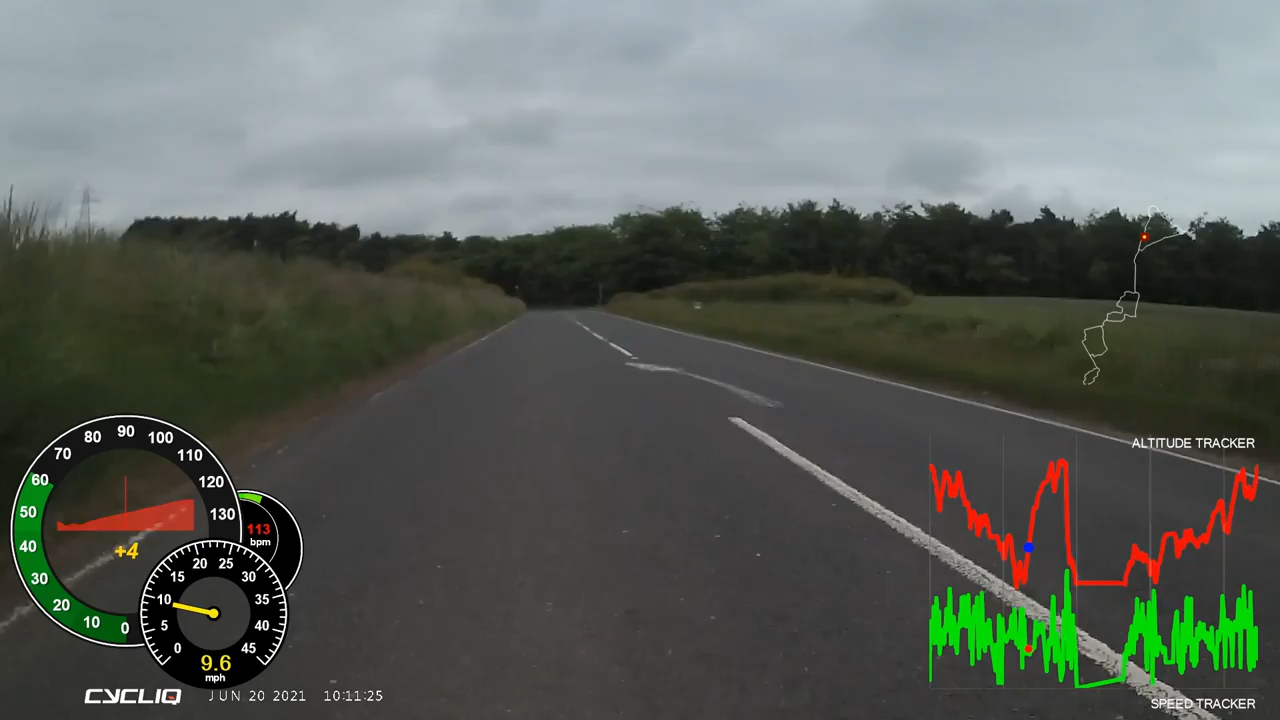 ALTITUDE TRACKER
0 10 20 30 40 50 60 70 80 90 100 110 120 130
+4
113
bpm
0 5 10 15 20 25 30 35 40 45
9.6
mph
CYCLIQ JUN 20 2021 10:11:25
SPEED TRACKER